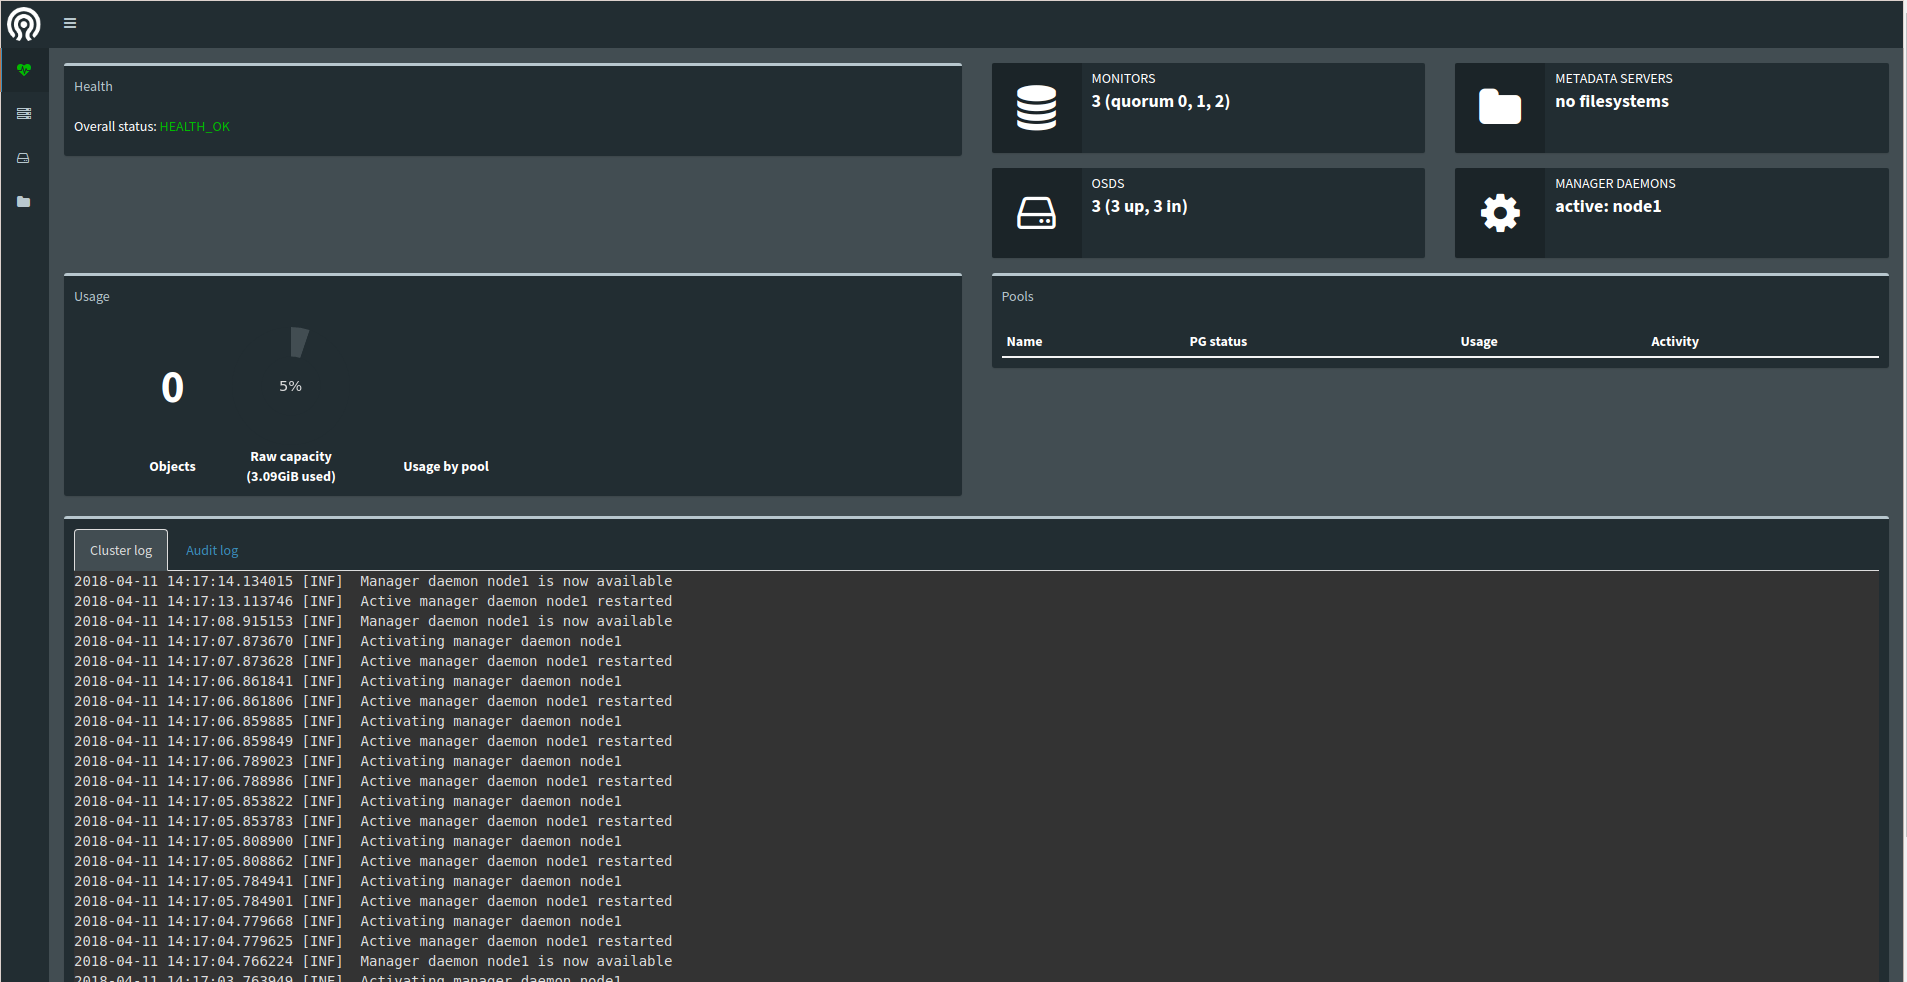 Health
Overall status: HEALTH_OK
MONITORS
3 (quorum 0, 1, 2)
METADATA SERVERS
no filesystems
OSDS
3 (3 up, 3 in)
MANAGER DAEMONS
active: node1
Usage
0
5%
Objects
Raw capacity
(3.09GiB used)
Usage by pool
Pools
Name PG status Usage Activity
Cluster log Audit log
2018-04-11 14:17:14.134015 [INF] Manager daemon node1 is now available
2018-04-11 14:17:13.113746 [INF] Active manager daemon node1 restarted
2018-04-11 14:17:08.915153 [INF] Manager daemon node1 is now available
2018-04-11 14:17:07.873670 [INF] Activating manager daemon node1
2018-04-11 14:17:07.873628 [INF] Active manager daemon node1 restarted
2018-04-11 14:17:06.861841 [INF] Activating manager daemon node1
2018-04-11 14:17:06.861806 [INF] Active manager daemon node1 restarted
2018-04-11 14:17:06.859885 [INF] Activating manager daemon node1
2018-04-11 14:17:06.859849 [INF] Active manager daemon node1 restarted
2018-04-11 14:17:06.789023 [INF] Activating manager daemon node1
2018-04-11 14:17:06.788986 [INF] Active manager daemon node1 restarted
2018-04-11 14:17:05.853822 [INF] Activating manager daemon node1
2018-04-11 14:17:05.853783 [INF] Active manager daemon node1 restarted
2018-04-11 14:17:05.808900 [INF] Activating manager daemon node1
2018-04-11 14:17:05.808862 [INF] Active manager daemon node1 restarted
2018-04-11 14:17:05.784941 [INF] Activating manager daemon node1
2018-04-11 14:17:05.784901 [INF] Active manager daemon node1 restarted
2018-04-11 14:17:04.779668 [INF] Activating manager daemon node1
2018-04-11 14:17:04.779625 [INF] Active manager daemon node1 restarted
2018-04-11 14:17:04.766224 [INF] Manager daemon node1 is now available
2018-04-11 14:17:03.763949 [INF] Activating manager daemon node1